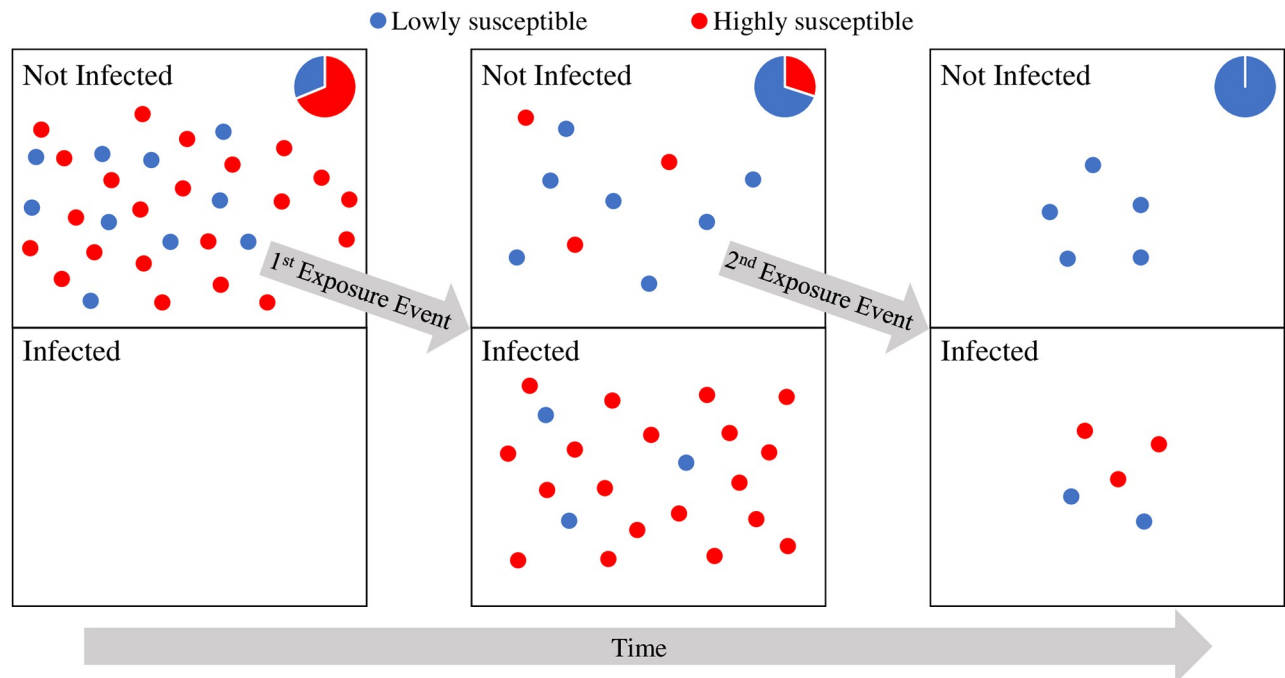 Lowly susceptible
Highly susceptible
Not Infected
Not Infected
Not Infected
1st Exposure Event
2nd Exposure Event
Infected
Infected
Infected
Time